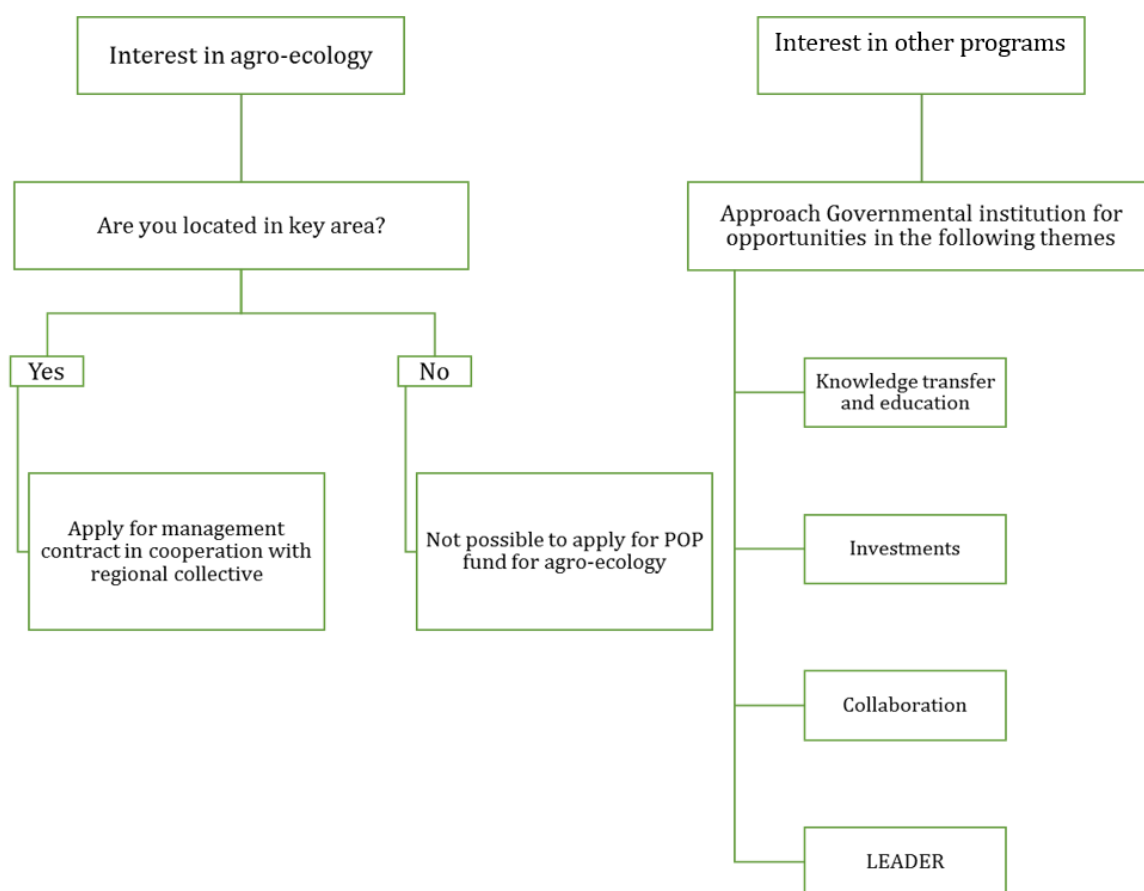 Interest in agro-ecology
Are you located in key area?
Yes
No
Apply for management
contract in cooperation with
regional collective
Not possible to apply for POP
fund for agro-ecology
Interest in other programs
Approach Governmental institution for
opportunities in the following themes
Knowledge transfer
and education
Investments
Collaboration
LEADER